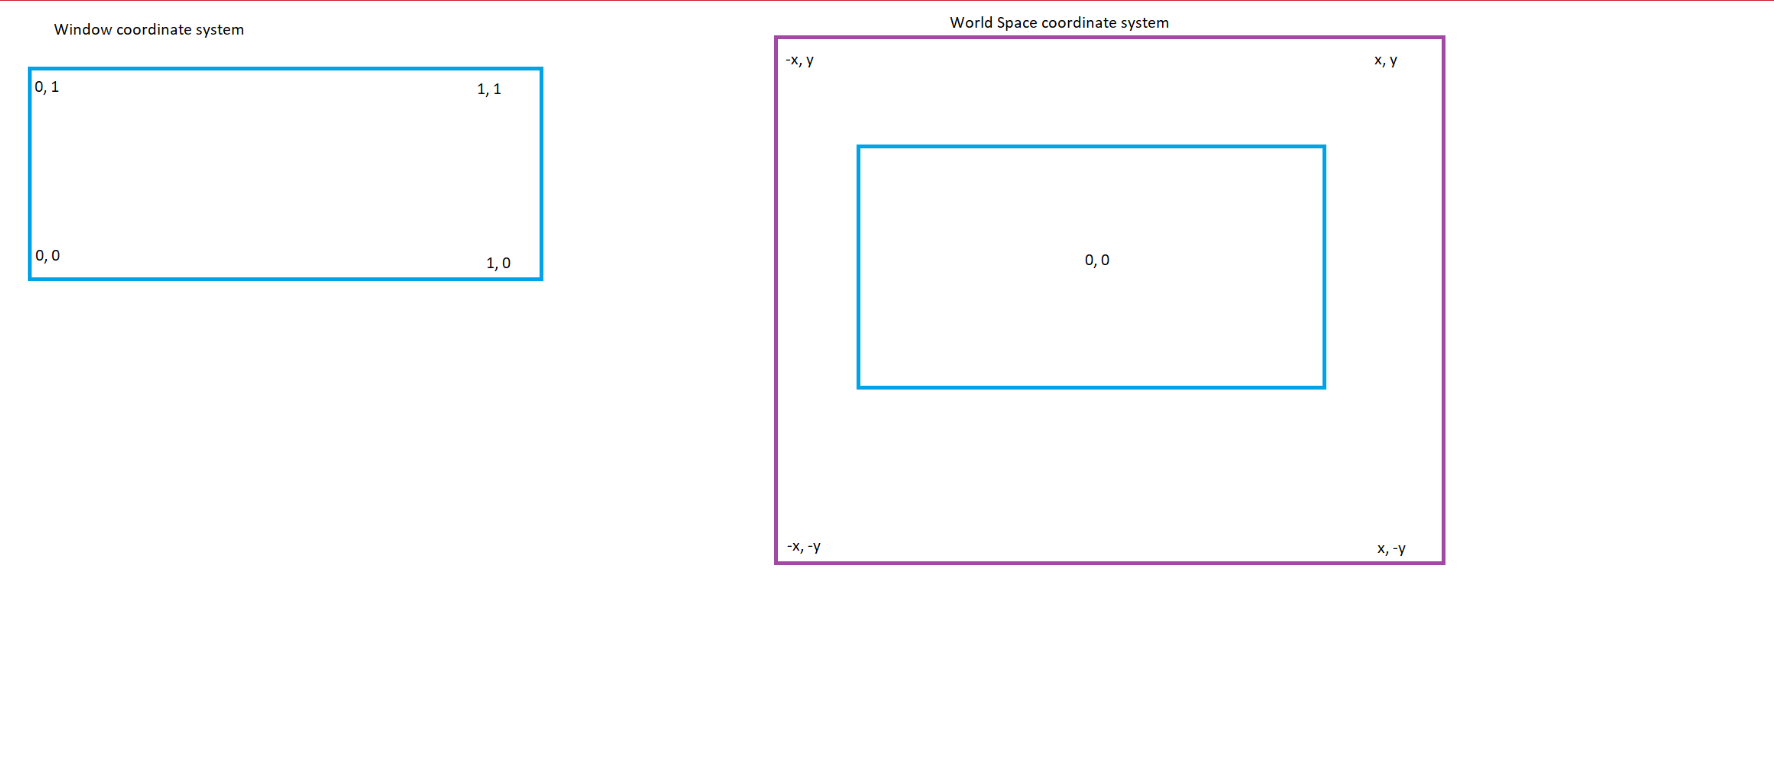 Window coordinate system
0, 1
1, 1
0, 0
1, 0
World Space coordinate system
-x, y
x, y
0, 0
-x, -y
x, -y